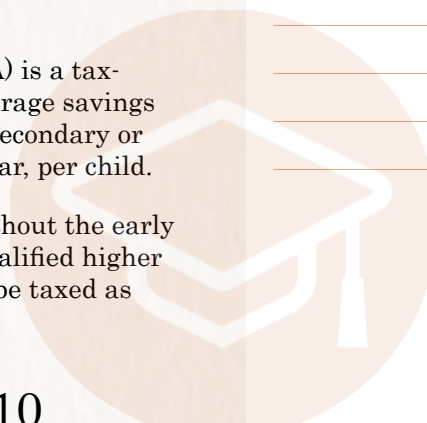 A) is a tax-
rage savings
econdary or
ar, per child.
hout the early
alified higher
be taxed as
10